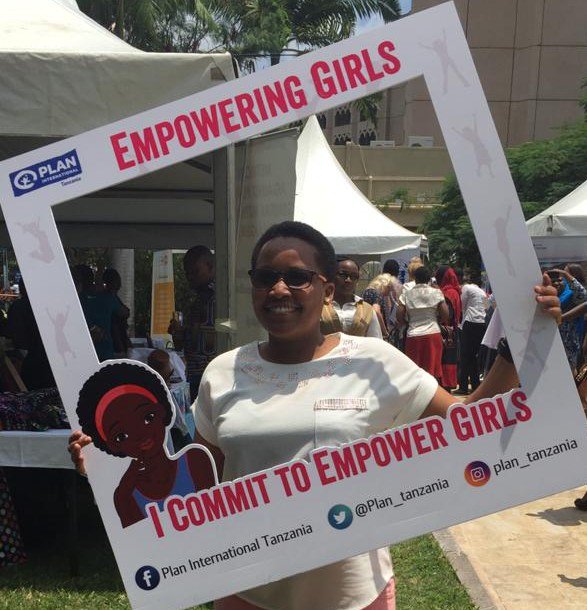 PLAN
INTERNATIONAL
Tanzania
EMPOWERING GIRLS
I COMMIT TO EMPOWER GIRLS
Plan International Tanzania
@Plan_tanzania
plan_tanzania